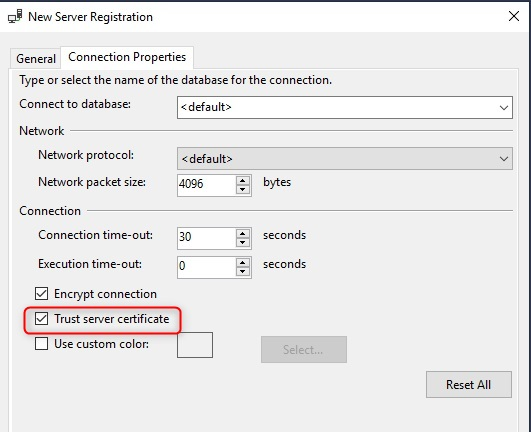 New Server Registration
General Connection Properties
Type or select the name of the database for the connection.
Connect to database: <default>
Network
Network protocol: <default>
Network packet size: 4096 bytes
Connection
Connection time-out: 30 seconds
Execution time-out: 0 seconds
Encrypt connection
Trust server certificate
Use custom color: Select...
Reset All